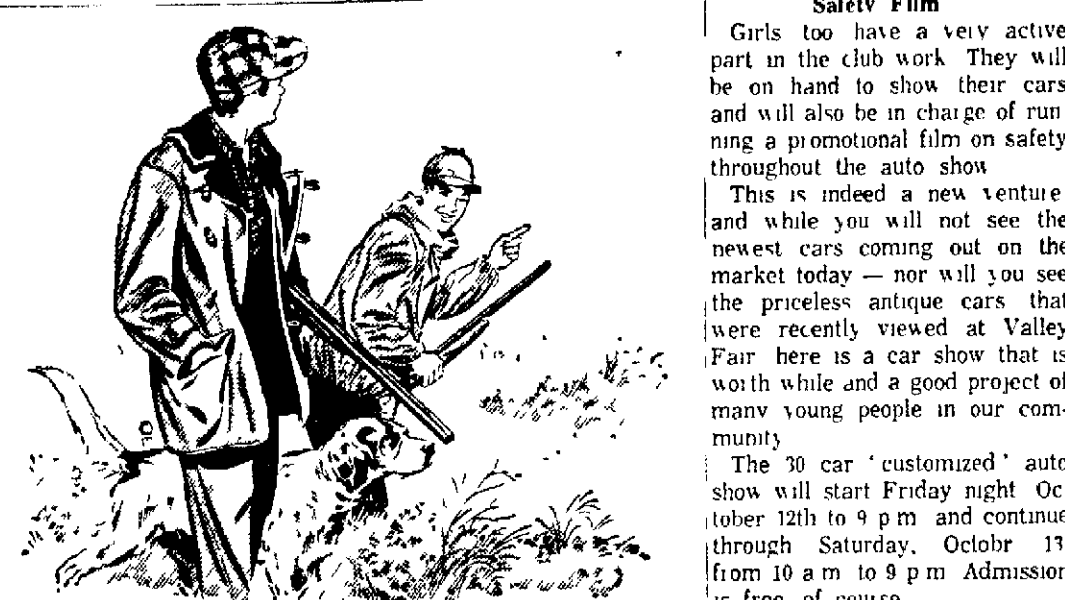 Safety Film
Girls too have a very active
part in the club work They will
be on hand to show their cars
and will also be in charge of run
ning a promotional film on safety
throughout the auto show
This is indeed a new venture
and while you will not see the
newest cars coming out on the
market today — nor will you see
the priceless antique cars that
were recently viewed at Valley
Fair here is a car show that is
worth while and a good project of
many young people in our com-
munity
The 30 car 'customized' auto
show will start Friday night Oc
tober 12th to 9 p m and continue
through Saturday, Octobr 13
from 10 a m to 9 p m Admission
is free of course